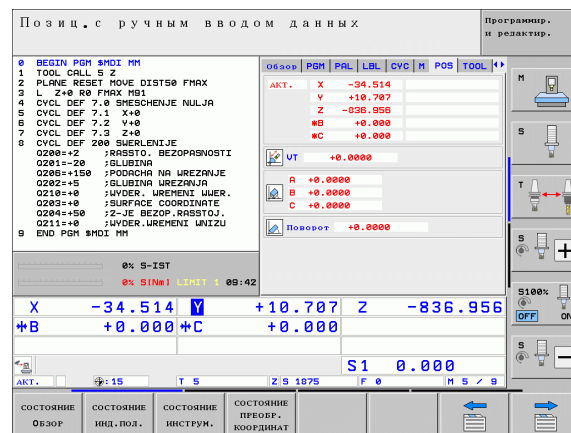 Позиц.с ручным вводом данных
Программир.
и редактир.
0 BEGIN PGM $MDI MM
1 TOOL CALL 5 Z
2 PLANE RESET MOVE DIST50 FMAX
3 L Z+0 R0 FMAX M91
4 CYCL DEF 7.0 SMESCHENJE NULJA
5 CYCL DEF 7.1 X+0
6 CYCL DEF 7.2 Y+0
7 CYCL DEF 7.3 Z+0
8 CYCL DEF 200 SWERLENIJE
Q200=+2 ;RASSTO. BEZOPASNOSTI
Q201=-20 ;GLUBINA
Q206=+150 ;PODACHA NA WREZANJE
Q202=+5 ;GLUBINA WREZANJA
Q210=+0 ;WYDER. WREMENI WWER.
Q203=+0 ;SURFACE COORDINATE
Q204=+50 ;2-JE BEZOP.RASSTOJ.
Q211=+0 ;WYDER.WREMENI WNIZU
9 END PGM $MDI MM
Обзор PGM PAL LBL CYC M POS TOOL
АКТ. X -34.514
Y +10.707
Z -836.956
*B +0.000
*C +0.000
VT +0.0000
A +0.0000
B +0.0000
C +0.0000
Поворот +0.0000
0% S-IST
0% S[Nm] LIMIT 1 09:42
X -34.514 Y +10.707 Z -836.956
*B +0.000 *C +0.000
S1 0.000
АКТ. : 15 T 5 Z S 1875 F 0 M 5 / 9
M
S
T
S
S100%
OFF ON
S
СОСТОЯНИЕ
ОБЗОР
СОСТОЯНИЕ
ИНД.ПОЛ.
СОСТОЯНИЕ
ИНСТРУМ.
СОСТОЯНИЕ
ПРЕОБР.
КООРДИНАТ